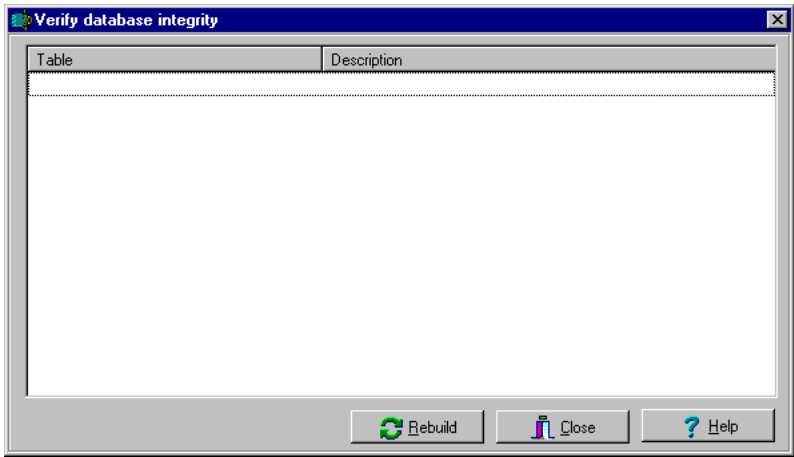 Verify database integrity
Table Description
Rebuild Close Help